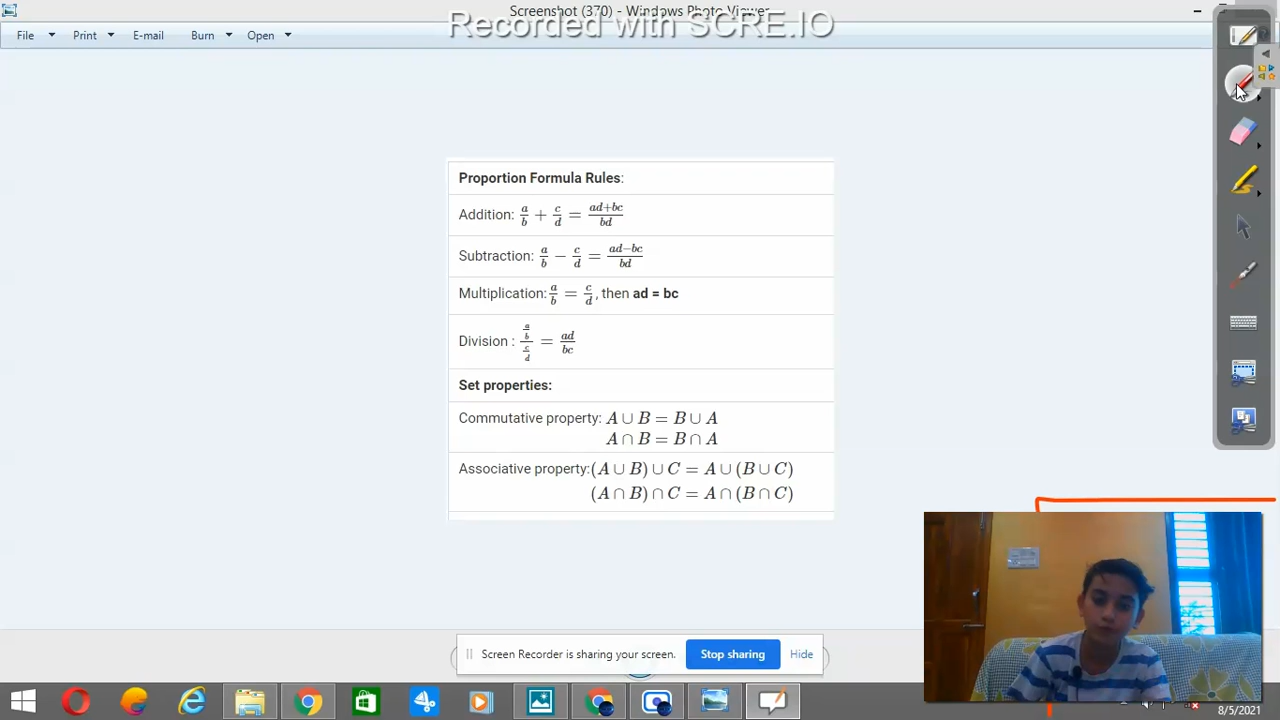 Screenshot (370) - Windows Photo Viewer
Recorded with SCRE.IO
File Print E-mail Burn Open
Proportion Formula Rules:
Addition: a/b + c/d = ad+bc/bd
Subtraction: a/b − c/d = ad−bc/bd
Multiplication: a/b = c/d, then ad = bc
Division : a/b/c/d = ad/bc
Set properties:
Commutative property: A ∪ B = B ∪ A
A ∩ B = B ∩ A
Associative property: (A ∪ B) ∪ C = A ∪ (B ∪ C)
(A ∩ B) ∩ C = A ∩ (B ∩ C)
Screen Recorder is sharing your screen. Stop sharing Hide
8/5/2021